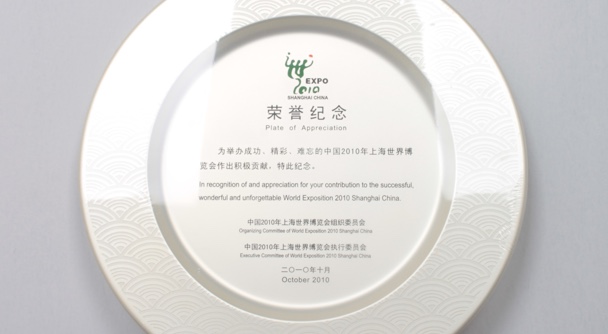 EXPO
2010
SHANGHAI CHINA
荣誉纪念
Plate of Appreciation
为举办成功、精彩、难忘的中国2010年上海世界博
览会作出积极贡献，特此纪念。
In recognition of and appreciation for your contribution to the successful,
wonderful and unforgettable World Exposition 2010 Shanghai China.
中国2010年上海世界博览会组织委员会
Organizing Committee of World Exposition 2010 Shanghai China
中国2010年上海世界博览会执行委员会
Executive Committee of World Exposition 2010 Shanghai China
二〇一〇年十月
October 2010